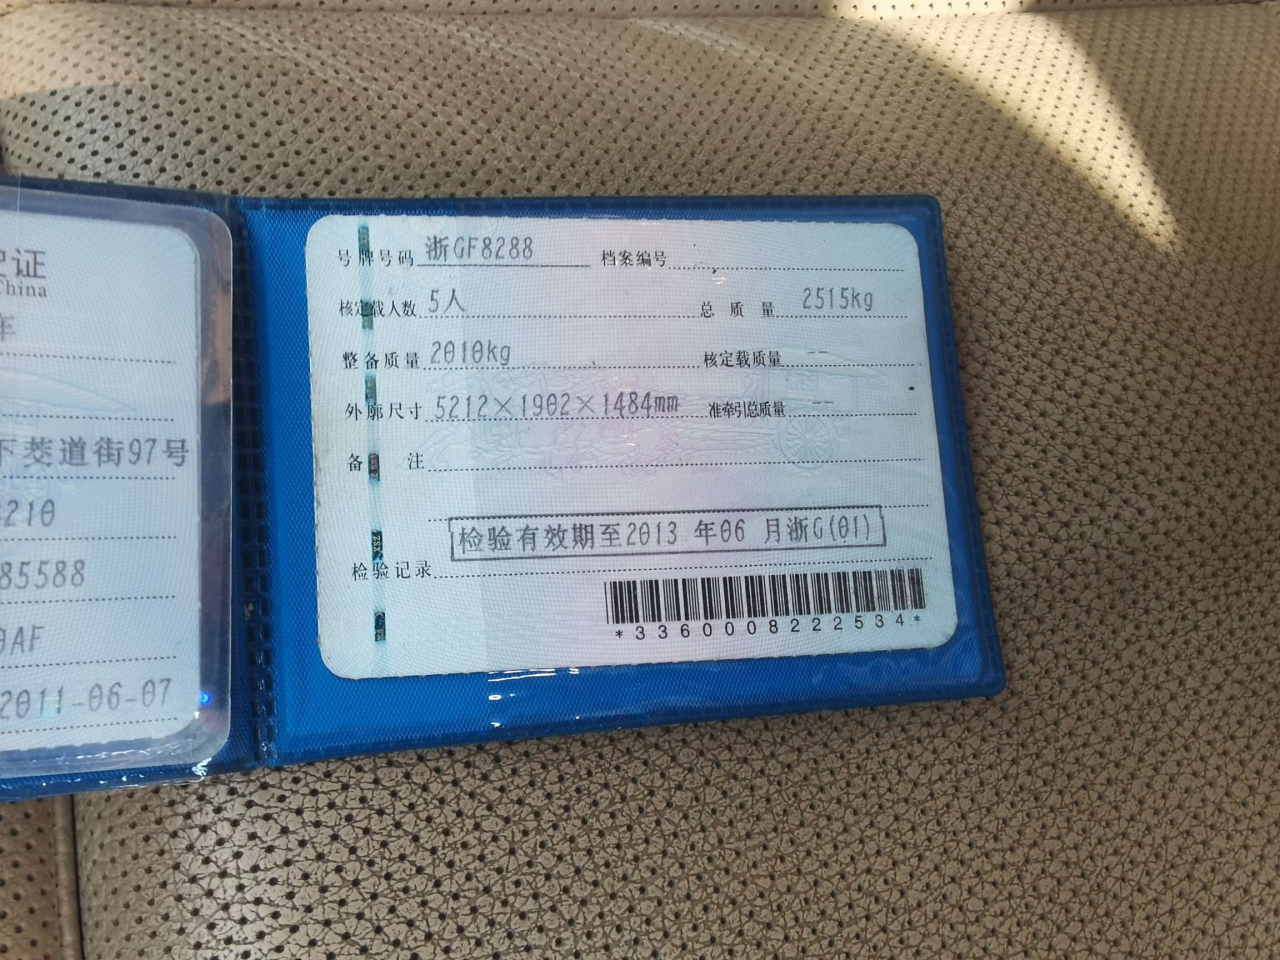 证
China
车
下茭道街97号
210
85588
0AF
2011-06-07
号牌号码 浙GF8288 档案编号
核定载人数 5人 总质量 2515kg
整备质量 2010kg 核定载质量 --
外廓尺寸 5212×1902×1484mm 准牵引总质量 --
备注
检验有效期至2013 年06 月浙G(01)
检验记录
*3360008222534*